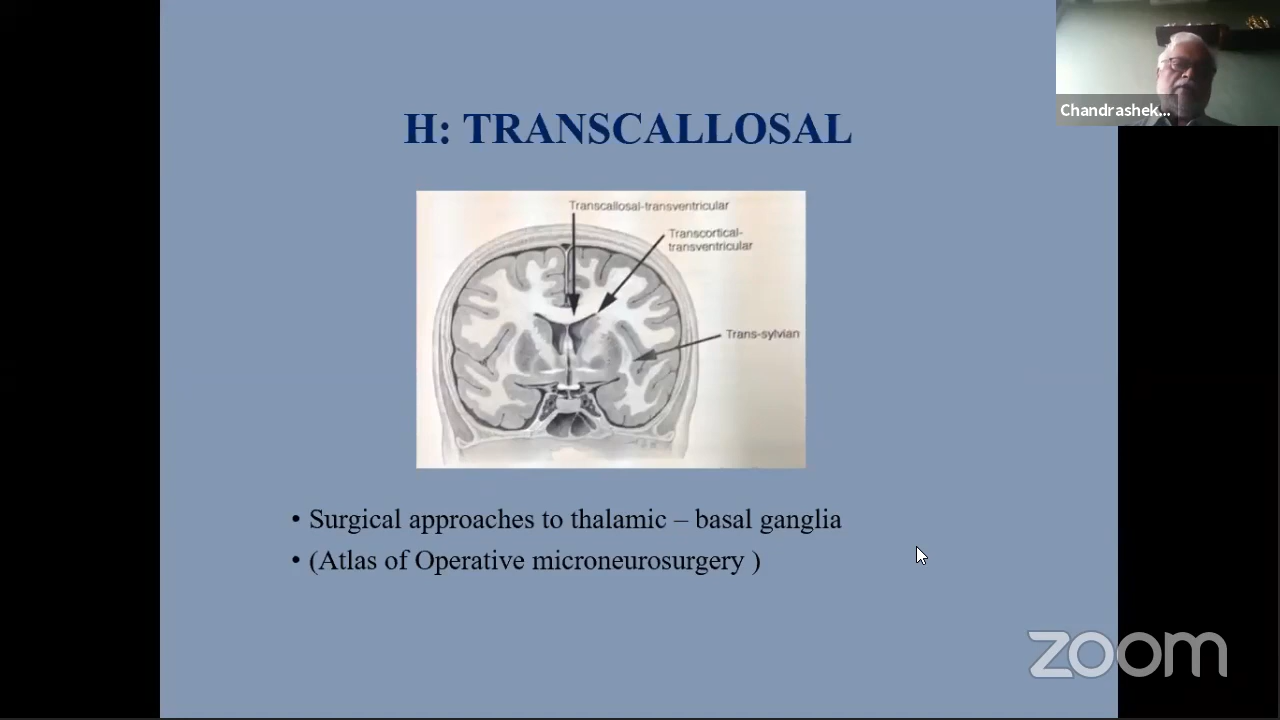 Chandrashek...
H: TRANSCALLOSAL
Transcallosal-transventricular
Transcortical-
transventricular
Trans-sylvian
• Surgical approaches to thalamic – basal ganglia
• (Atlas of Operative microneurosurgery )
zoom